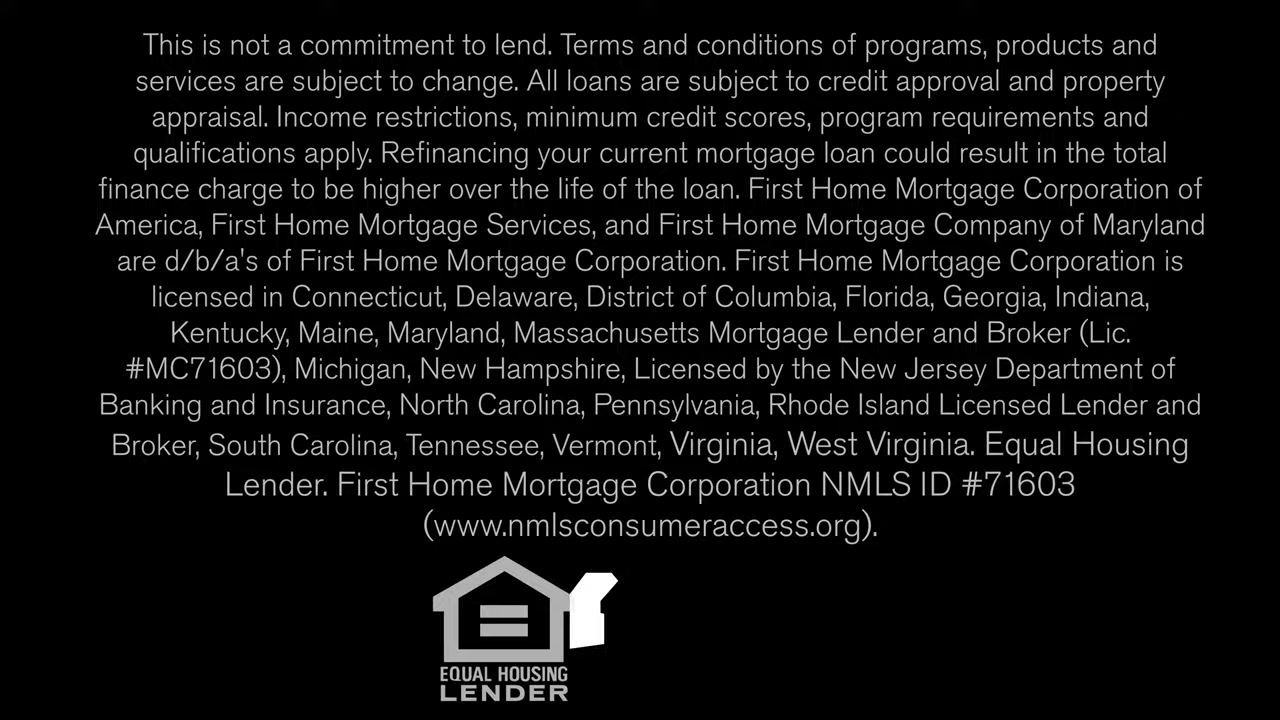 This is not a commitment to lend. Terms and conditions of programs, products and
services are subject to change. All loans are subject to credit approval and property
appraisal. Income restrictions, minimum credit scores, program requirements and
qualifications apply. Refinancing your current mortgage loan could result in the total
finance charge to be higher over the life of the loan. First Home Mortgage Corporation of
America, First Home Mortgage Services, and First Home Mortgage Company of Maryland
are d/b/a's of First Home Mortgage Corporation. First Home Mortgage Corporation is
licensed in Connecticut, Delaware, District of Columbia, Florida, Georgia, Indiana,
Kentucky, Maine, Maryland, Massachusetts Mortgage Lender and Broker (Lic.
#MC71603), Michigan, New Hampshire, Licensed by the New Jersey Department of
Banking and Insurance, North Carolina, Pennsylvania, Rhode Island Licensed Lender and
Broker, South Carolina, Tennessee, Vermont, Virginia, West Virginia. Equal Housing
Lender. First Home Mortgage Corporation NMLS ID #71603
(www.nmlsconsumeraccess.org).
EQUAL HOUSING
LENDER